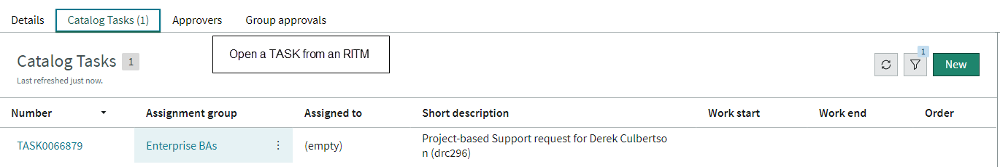 Details Catalog Tasks (1) Approvers Group approvals
Open a TASK from an RITM
Catalog Tasks 1
1
New
Last refreshed just now.
Number Assignment group Assigned to Short description Work start Work end Order
TASK0066879 Enterprise BAs (empty) Project-based Support request for Derek Culbertso
n (drc296)